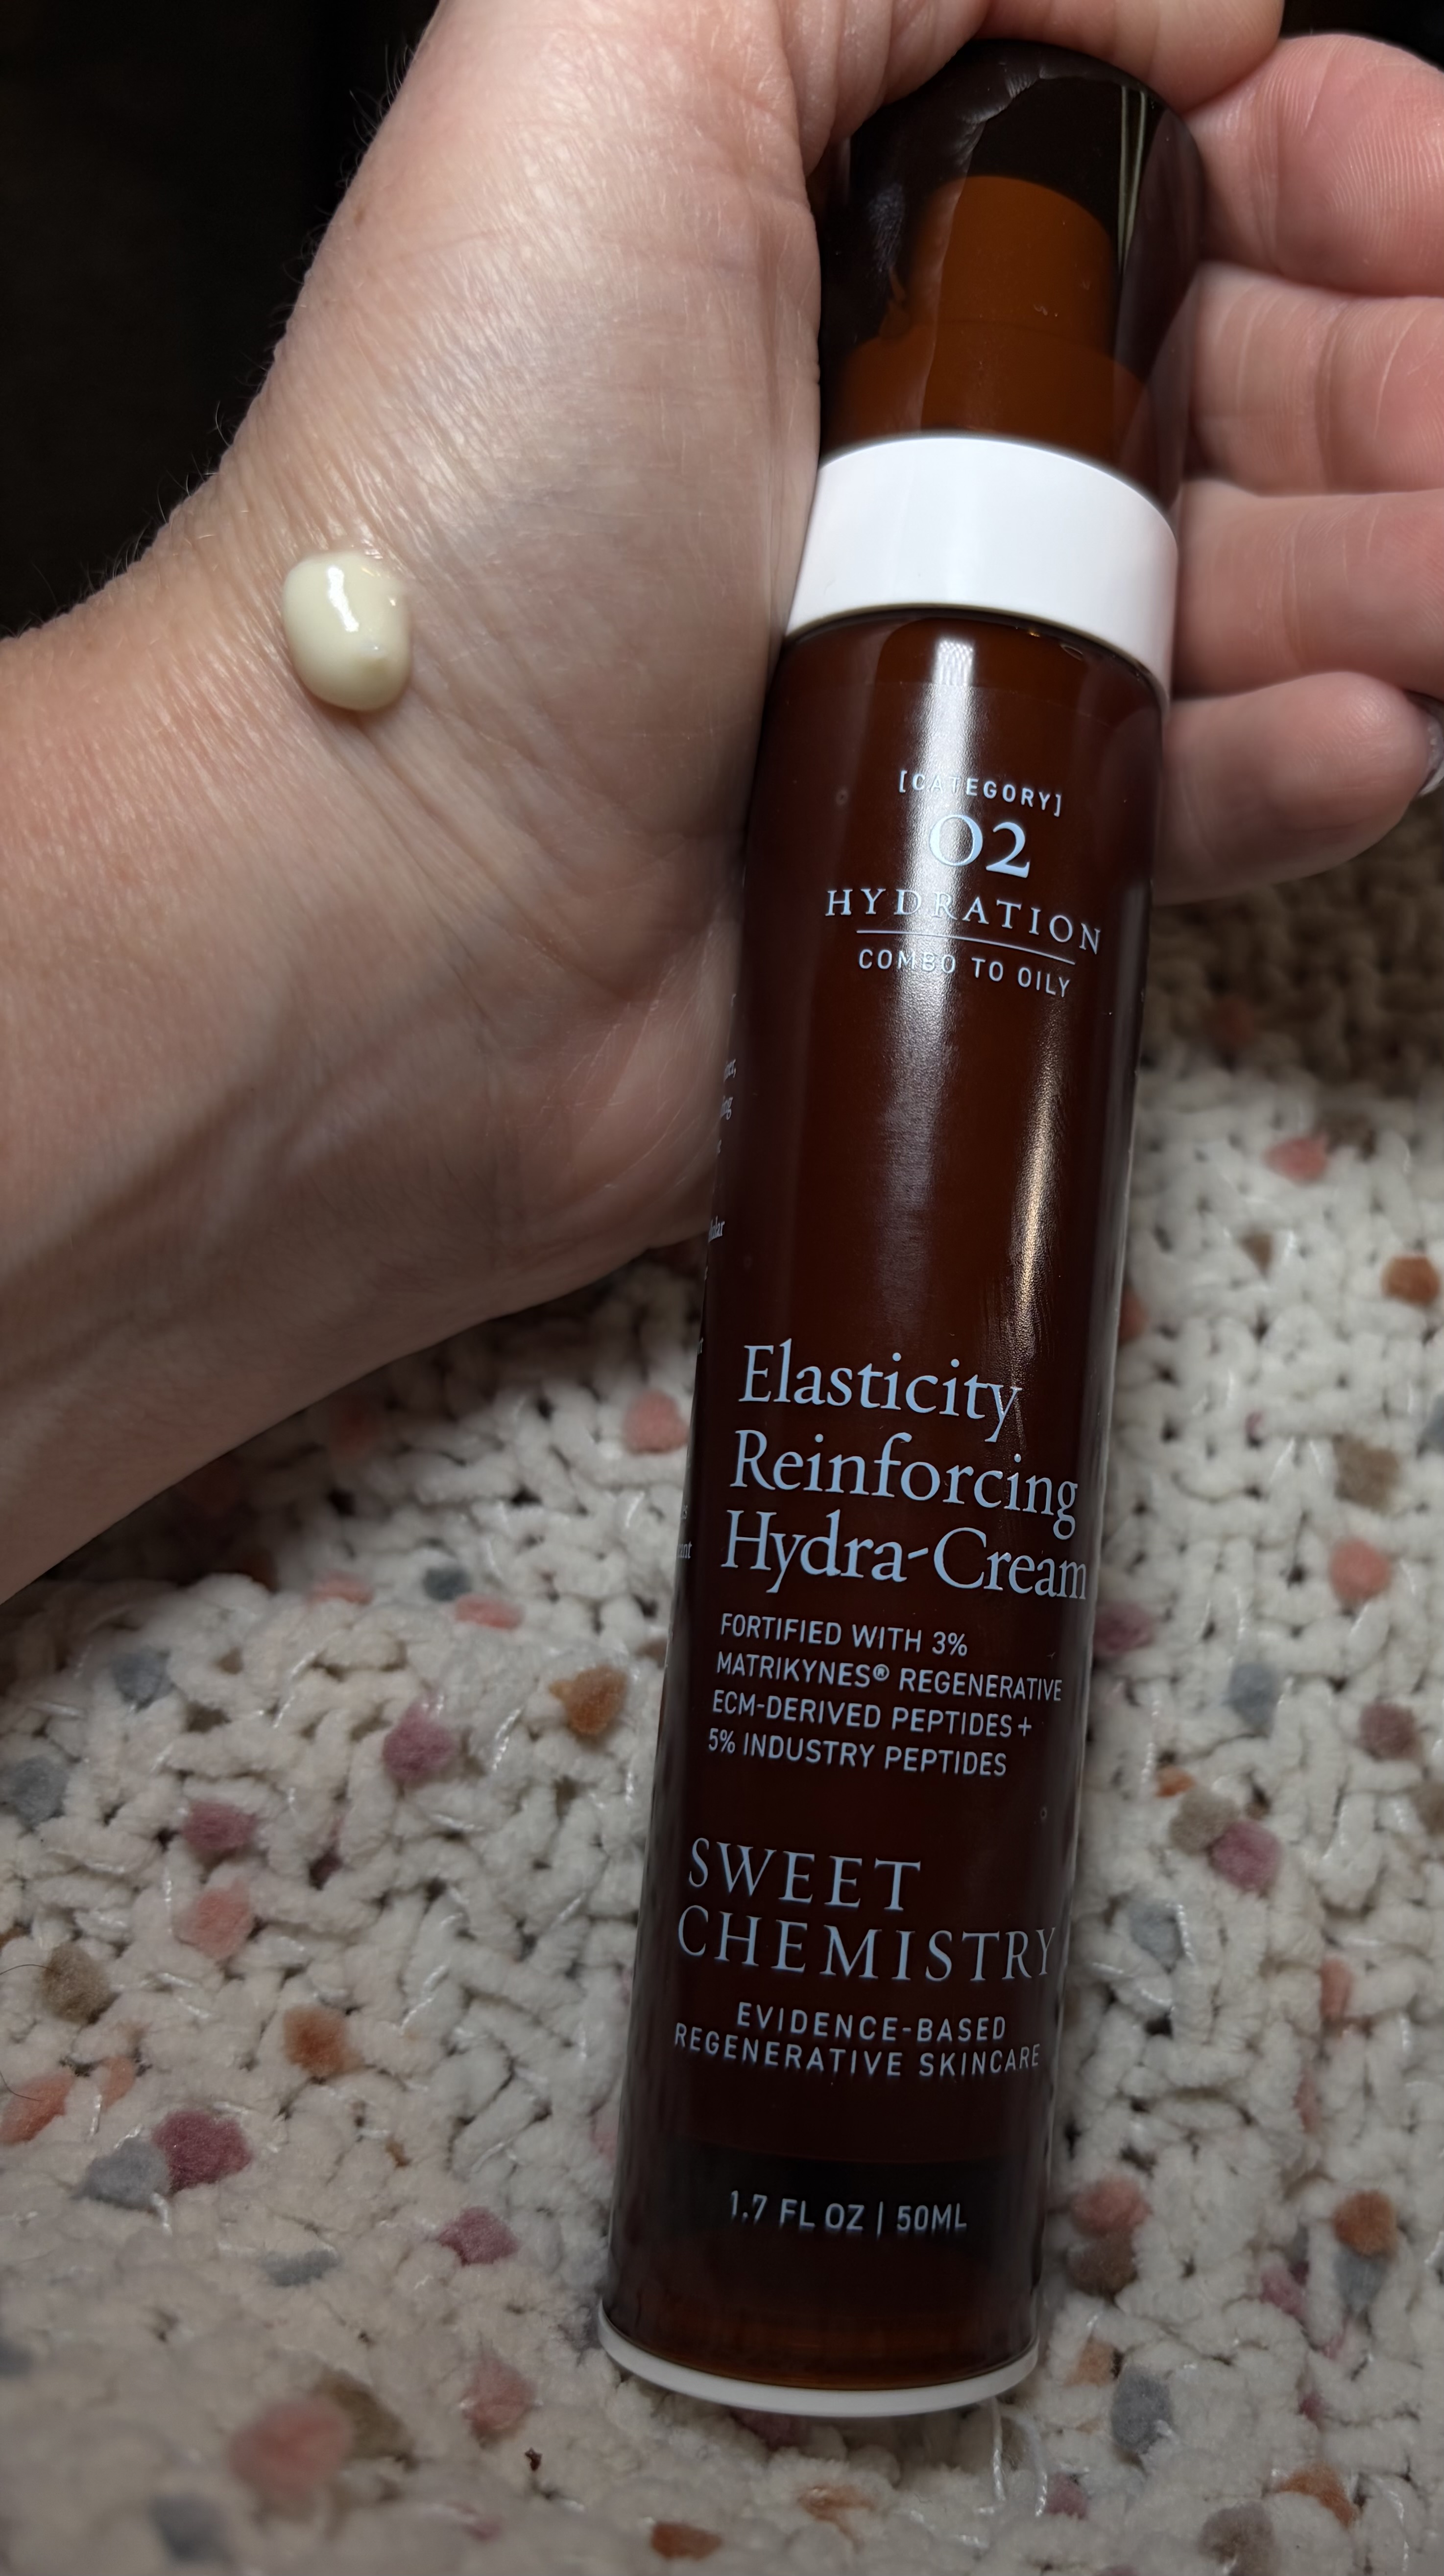 [CATEGORY]
02
HYDRATION
COMBO TO OILY
Elasticity
Reinforcing
Hydra-Cream
FORTIFIED WITH 3%
MATRIKYNES® REGENERATIVE
ECM-DERIVED PEPTIDES +
5% INDUSTRY PEPTIDES
SWEET
CHEMISTRY
EVIDENCE-BASED
REGENERATIVE SKINCARE
1.7 FL OZ | 50ML